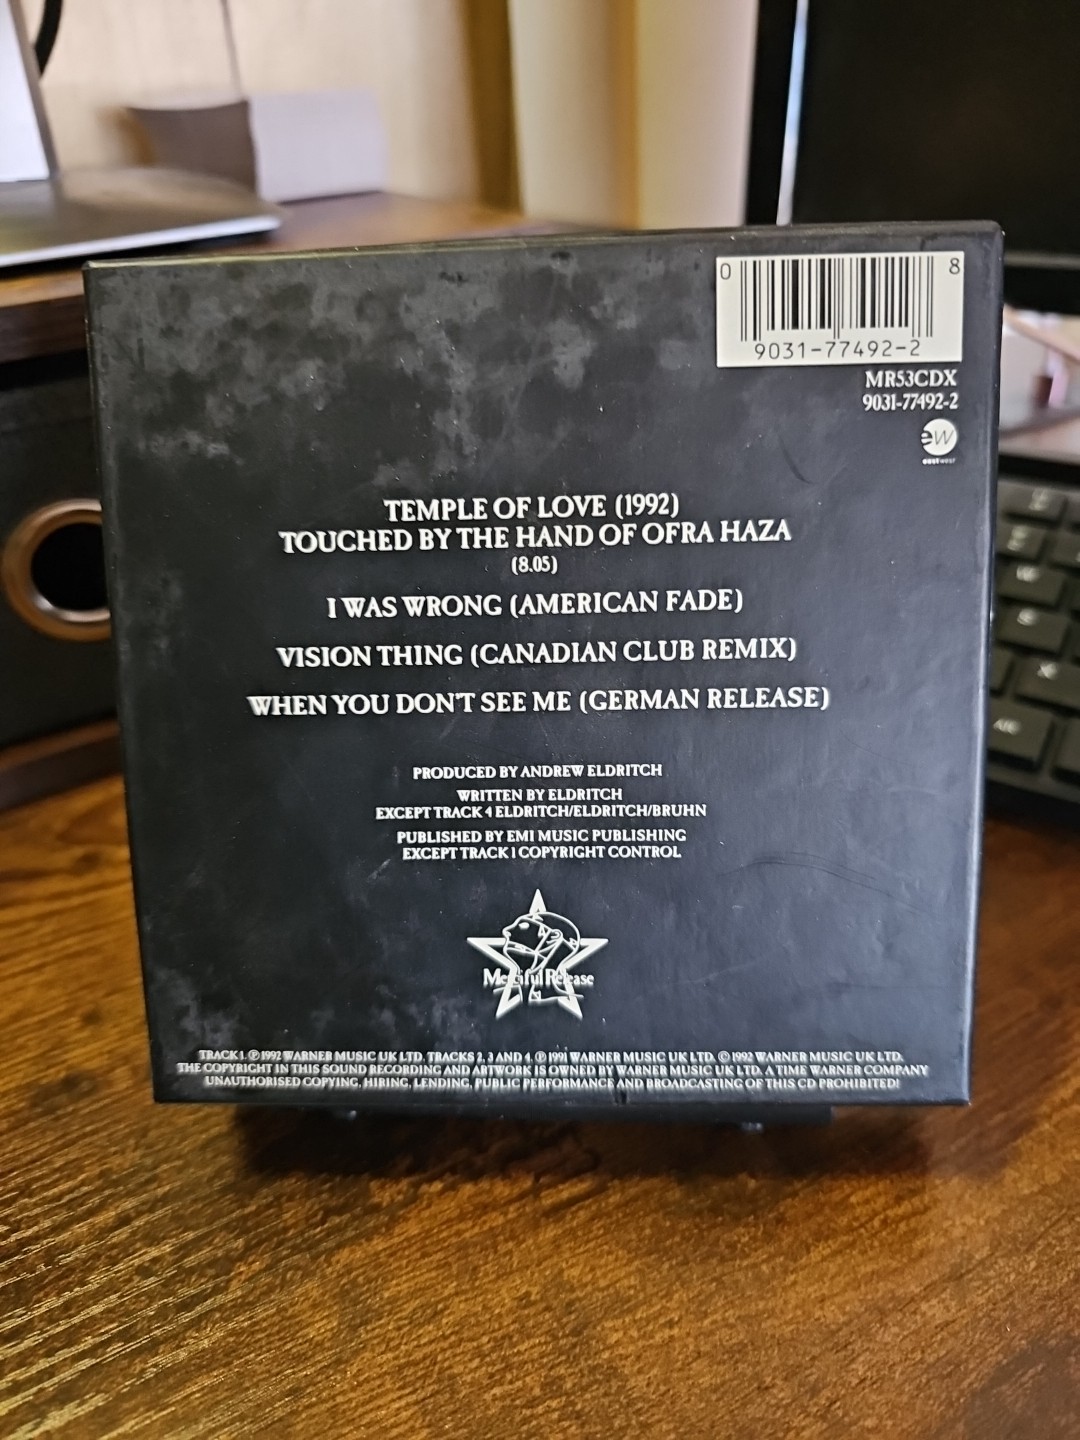 0 8
9031-77492-2
MR53CDX
9031-77492-2
ew
eastwest
TEMPLE OF LOVE (1992)
TOUCHED BY THE HAND OF OFRA HAZA
(8.05)
I WAS WRONG (AMERICAN FADE)
VISION THING (CANADIAN CLUB REMIX)
WHEN YOU DON'T SEE ME (GERMAN RELEASE)
PRODUCED BY ANDREW ELDRITCH
WRITTEN BY ELDRITCH
EXCEPT TRACK 4 ELDRITCH/ELDRITCH/BRUHN
PUBLISHED BY EMI MUSIC PUBLISHING
EXCEPT TRACK 1 COPYRIGHT CONTROL
Merciful Release
TRACK 1. ℗ 1992 WARNER MUSIC UK LTD. TRACKS 2, 3 AND 4. ℗ 1991 WARNER MUSIC UK LTD. © 1992 WARNER MUSIC UK LTD.
THE COPYRIGHT IN THIS SOUND RECORDING AND ARTWORK IS OWNED BY WARNER MUSIC UK LTD. A TIME WARNER COMPANY
UNAUTHORISED COPYING, HIRING, LENDING, PUBLIC PERFORMANCE AND BROADCASTING OF THIS CD PROHIBITED!